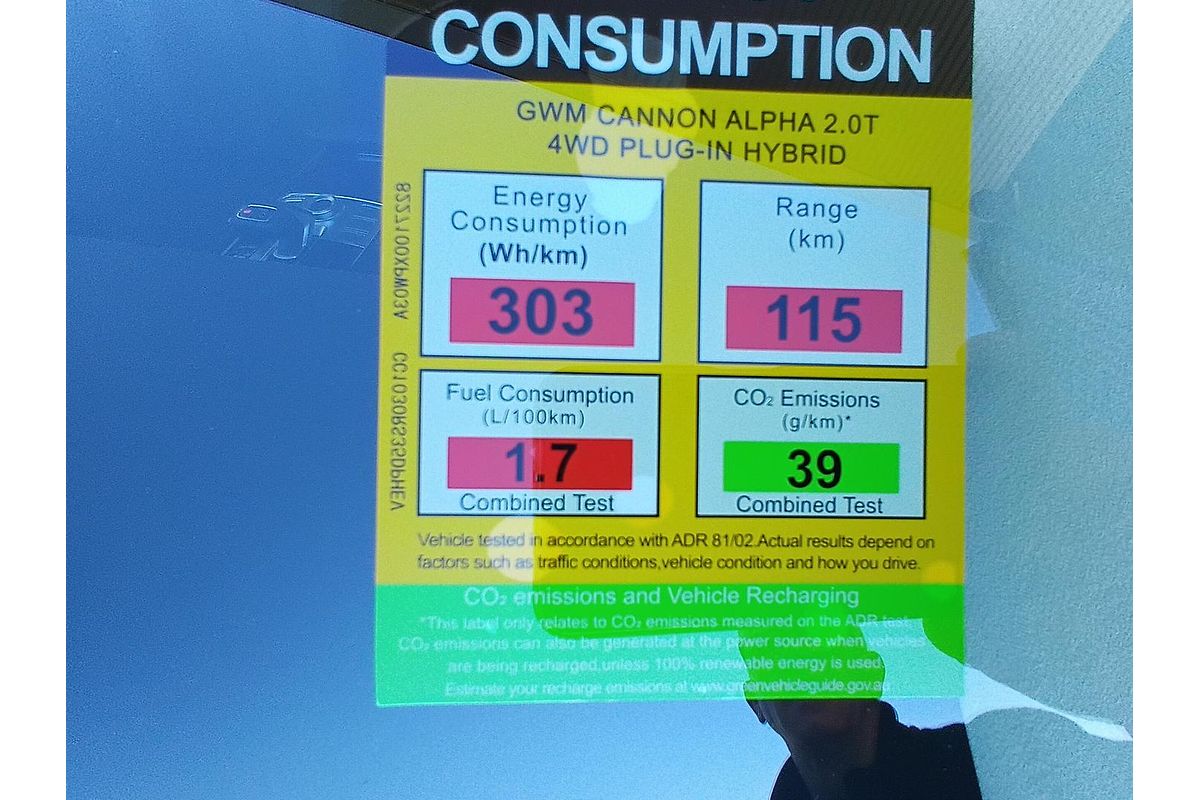 CONSUMPTION
GWM CANNON ALPHA 2.0T
4WD PLUG-IN HYBRID
Energy
Consumption
(Wh/km)
303
Range
(km)
115
Fuel Consumption
(L/100km)
1.7
Combined Test
CO₂ Emissions
(g/km)*
39
Combined Test
Vehicle tested in accordance with ADR 81/02.Actual results depend on
factors such as traffic conditions,vehicle condition and how you drive.
CO₂ emissions and Vehicle Recharging
*This label only relates to CO₂ emissions measured on the ADR test.
CO₂ emissions can also be generated at the power source when vehicles
are being recharged,unless 100% renewable energy is used.
Estimate your recharge emissions at www.greenvehicleguide.gov.au
8227100XPW03A
CC1030RS35DPHEV